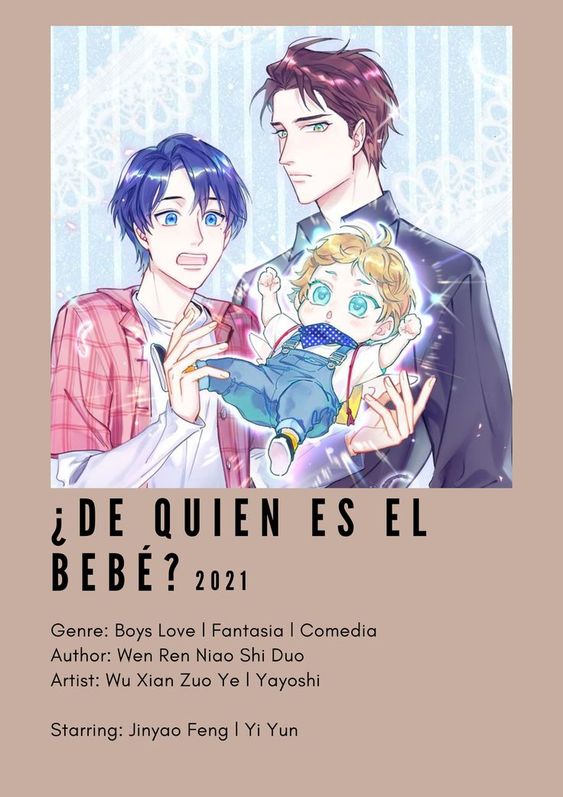 ¿DE QUIEN ES EL
BEBÉ? 2021
Genre: Boys Love | Fantasia | Comedia
Author: Wen Ren Niao Shi Duo
Artist: Wu Xian Zuo Ye | Yayoshi
Starring: Jinyao Feng | Yi Yun